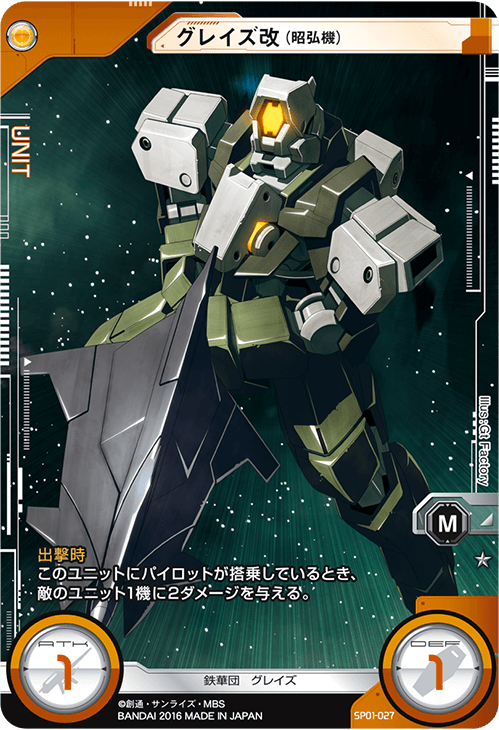 グレイズ改（昭弘機）
UNIT
Illus:Gt Factory
M
出撃時
このユニットにパイロットが搭乗しているとき、
敵のユニット1機に2ダメージを与える。
ATK
1
DEF
1
鉄華団　グレイズ
©創通・サンライズ・MBS
BANDAI 2016 MADE IN JAPAN
SP01-027